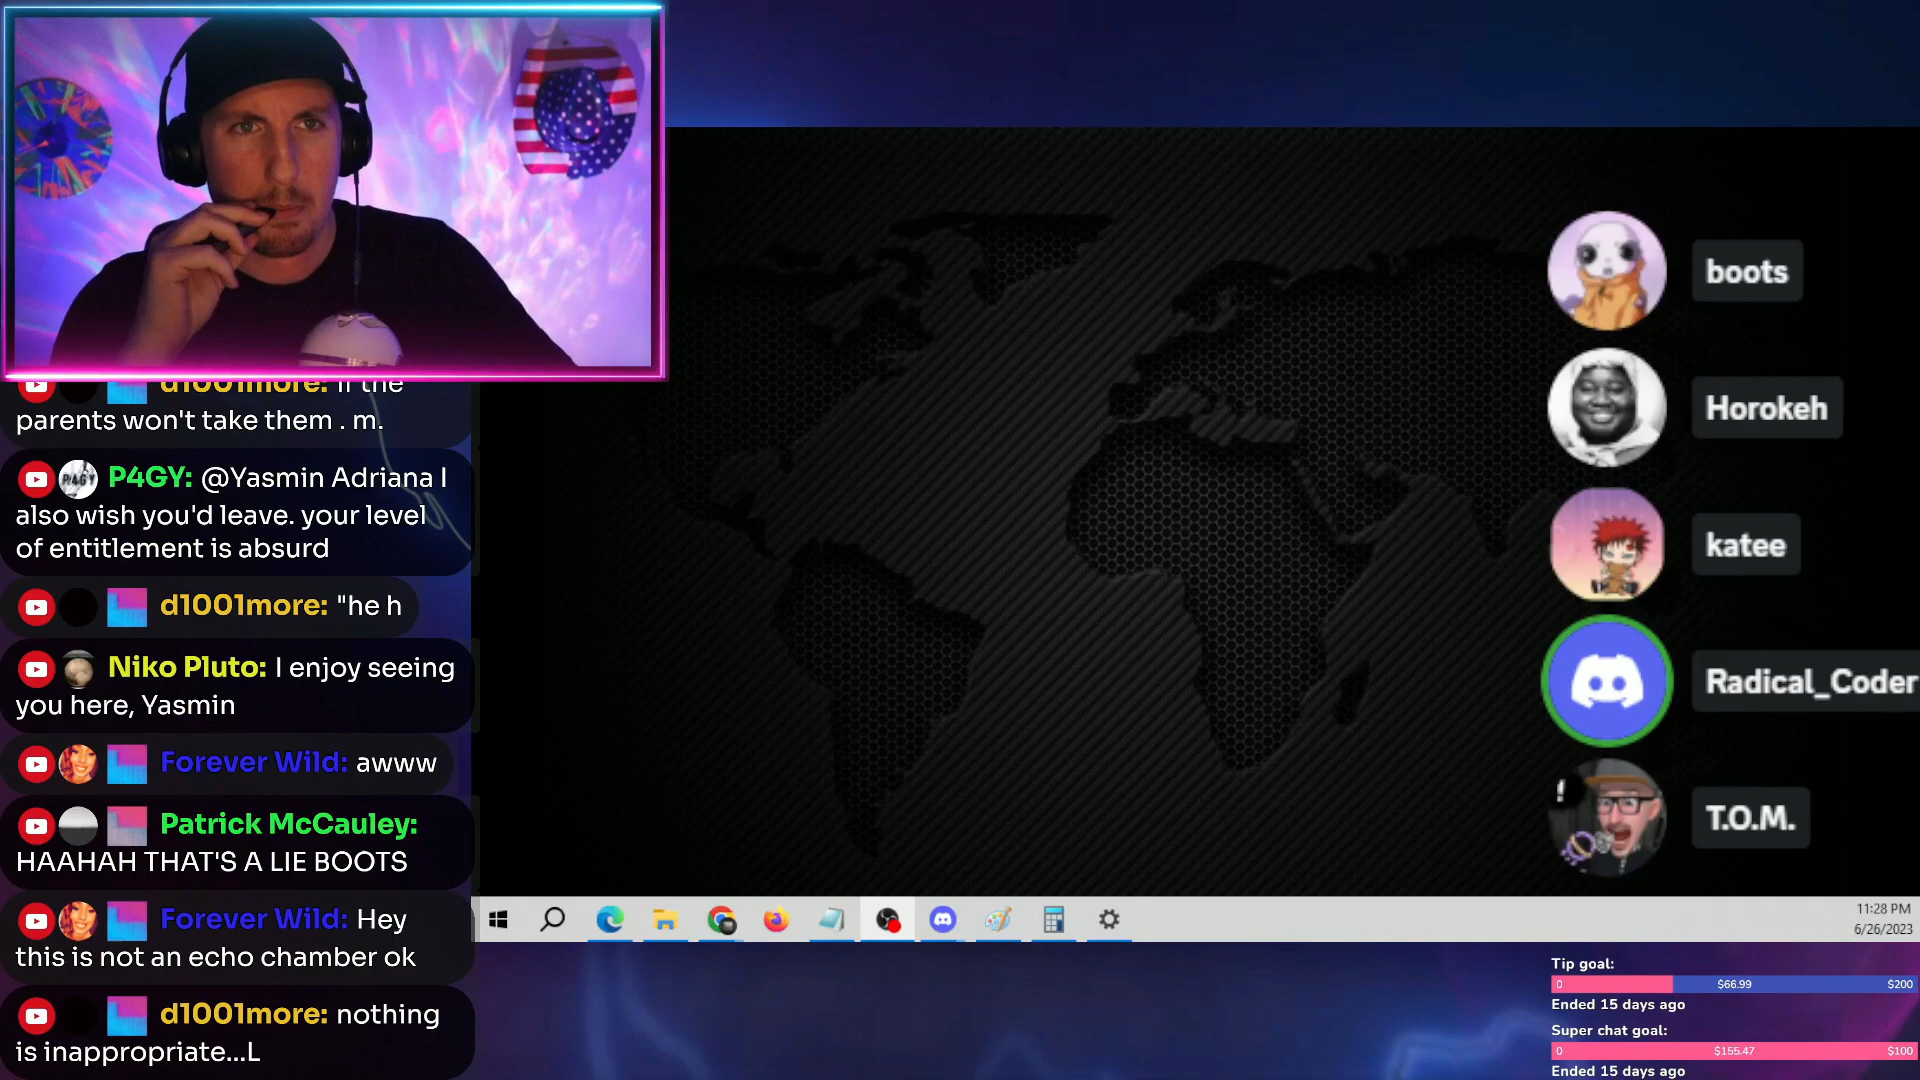 d1001more: If the
parents won't take them . m.
P4GY: @Yasmin Adriana I
also wish you'd leave. your level
of entitlement is absurd
d1001more: "he h
Niko Pluto: I enjoy seeing
you here, Yasmin
Forever Wild: awww
Patrick McCauley:
HAAHAH THAT'S A LIE BOOTS
Forever Wild: Hey
this is not an echo chamber ok
d1001more: nothing
is inappropriate...L
boots
Horokeh
katee
Radical_Coder
T.O.M.
11:28 PM
6/26/2023
Tip goal:
0 $66.99 $200
Ended 15 days ago
Super chat goal:
0 $155.47 $100
Ended 15 days ago